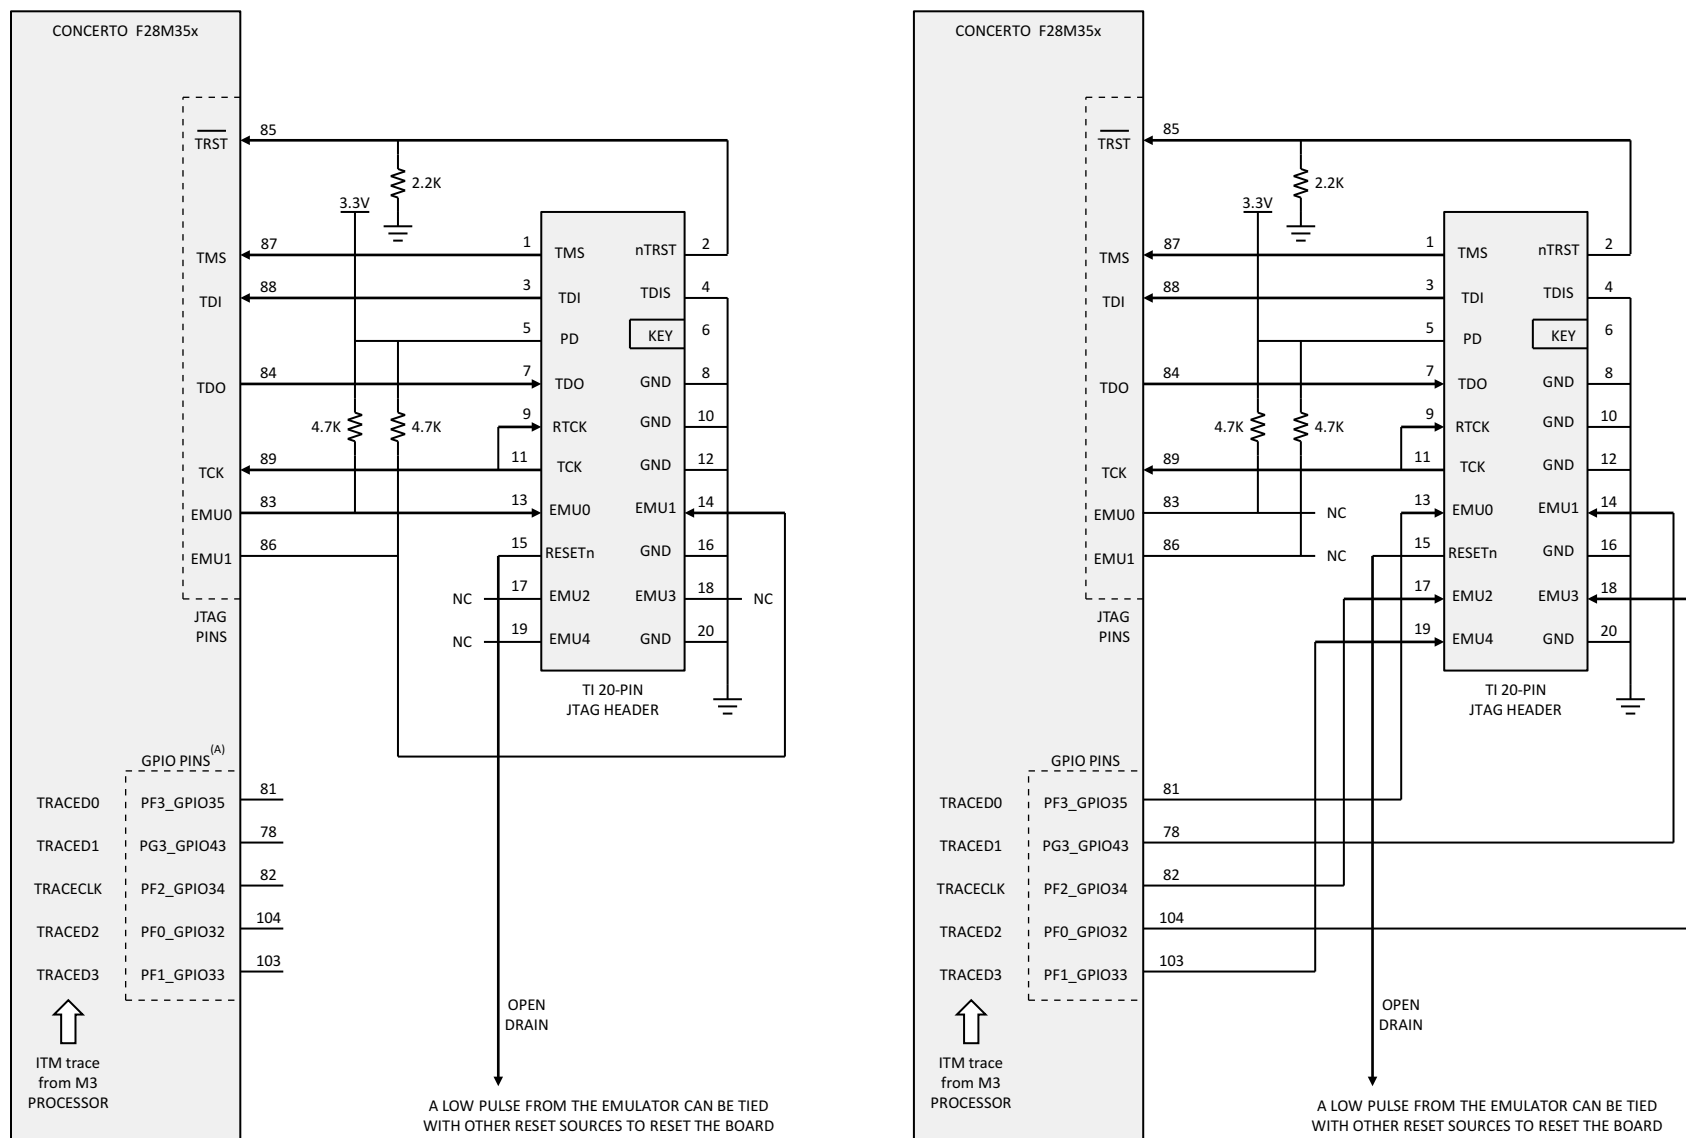 CONCERTO F28M35x
TRST
85
2.2K
3.3V
TMS
87
1
TMS
nTRST
2
TDI
88
3
TDI
TDIS
4
5
PD
KEY
6
TDO
84
7
TDO
GND
8
4.7K
4.7K
9
RTCK
GND
10
TCK
89
11
TCK
GND
12
EMU0
83
13
EMU0
EMU1
14
EMU1
86
15
RESETn
GND
16
NC
17
EMU2
EMU3
18
NC
NC
19
EMU4
GND
20
JTAG
PINS
TI 20-PIN
JTAG HEADER
GPIO PINS(A)
TRACED0
PF3_GPIO35
81
TRACED1
PG3_GPIO43
78
TRACECLK
PF2_GPIO34
82
TRACED2
PF0_GPIO32
104
TRACED3
PF1_GPIO33
103
OPEN
DRAIN
ITM trace
from M3
PROCESSOR
A LOW PULSE FROM THE EMULATOR CAN BE TIED
WITH OTHER RESET SOURCES TO RESET THE BOARD
CONCERTO F28M35x
TRST
85
2.2K
3.3V
TMS
87
1
TMS
nTRST
2
TDI
88
3
TDI
TDIS
4
5
PD
KEY
6
TDO
84
7
TDO
GND
8
4.7K
4.7K
9
RTCK
GND
10
TCK
89
11
TCK
GND
12
EMU0
83
NC
13
EMU0
EMU1
14
EMU1
86
NC
15
RESETn
GND
16
17
EMU2
EMU3
18
19
EMU4
GND
20
JTAG
PINS
TI 20-PIN
JTAG HEADER
GPIO PINS
TRACED0
PF3_GPIO35
81
TRACED1
PG3_GPIO43
78
TRACECLK
PF2_GPIO34
82
TRACED2
PF0_GPIO32
104
TRACED3
PF1_GPIO33
103
OPEN
DRAIN
ITM trace
from M3
PROCESSOR
A LOW PULSE FROM THE EMULATOR CAN BE TIED
WITH OTHER RESET SOURCES TO RESET THE BOARD